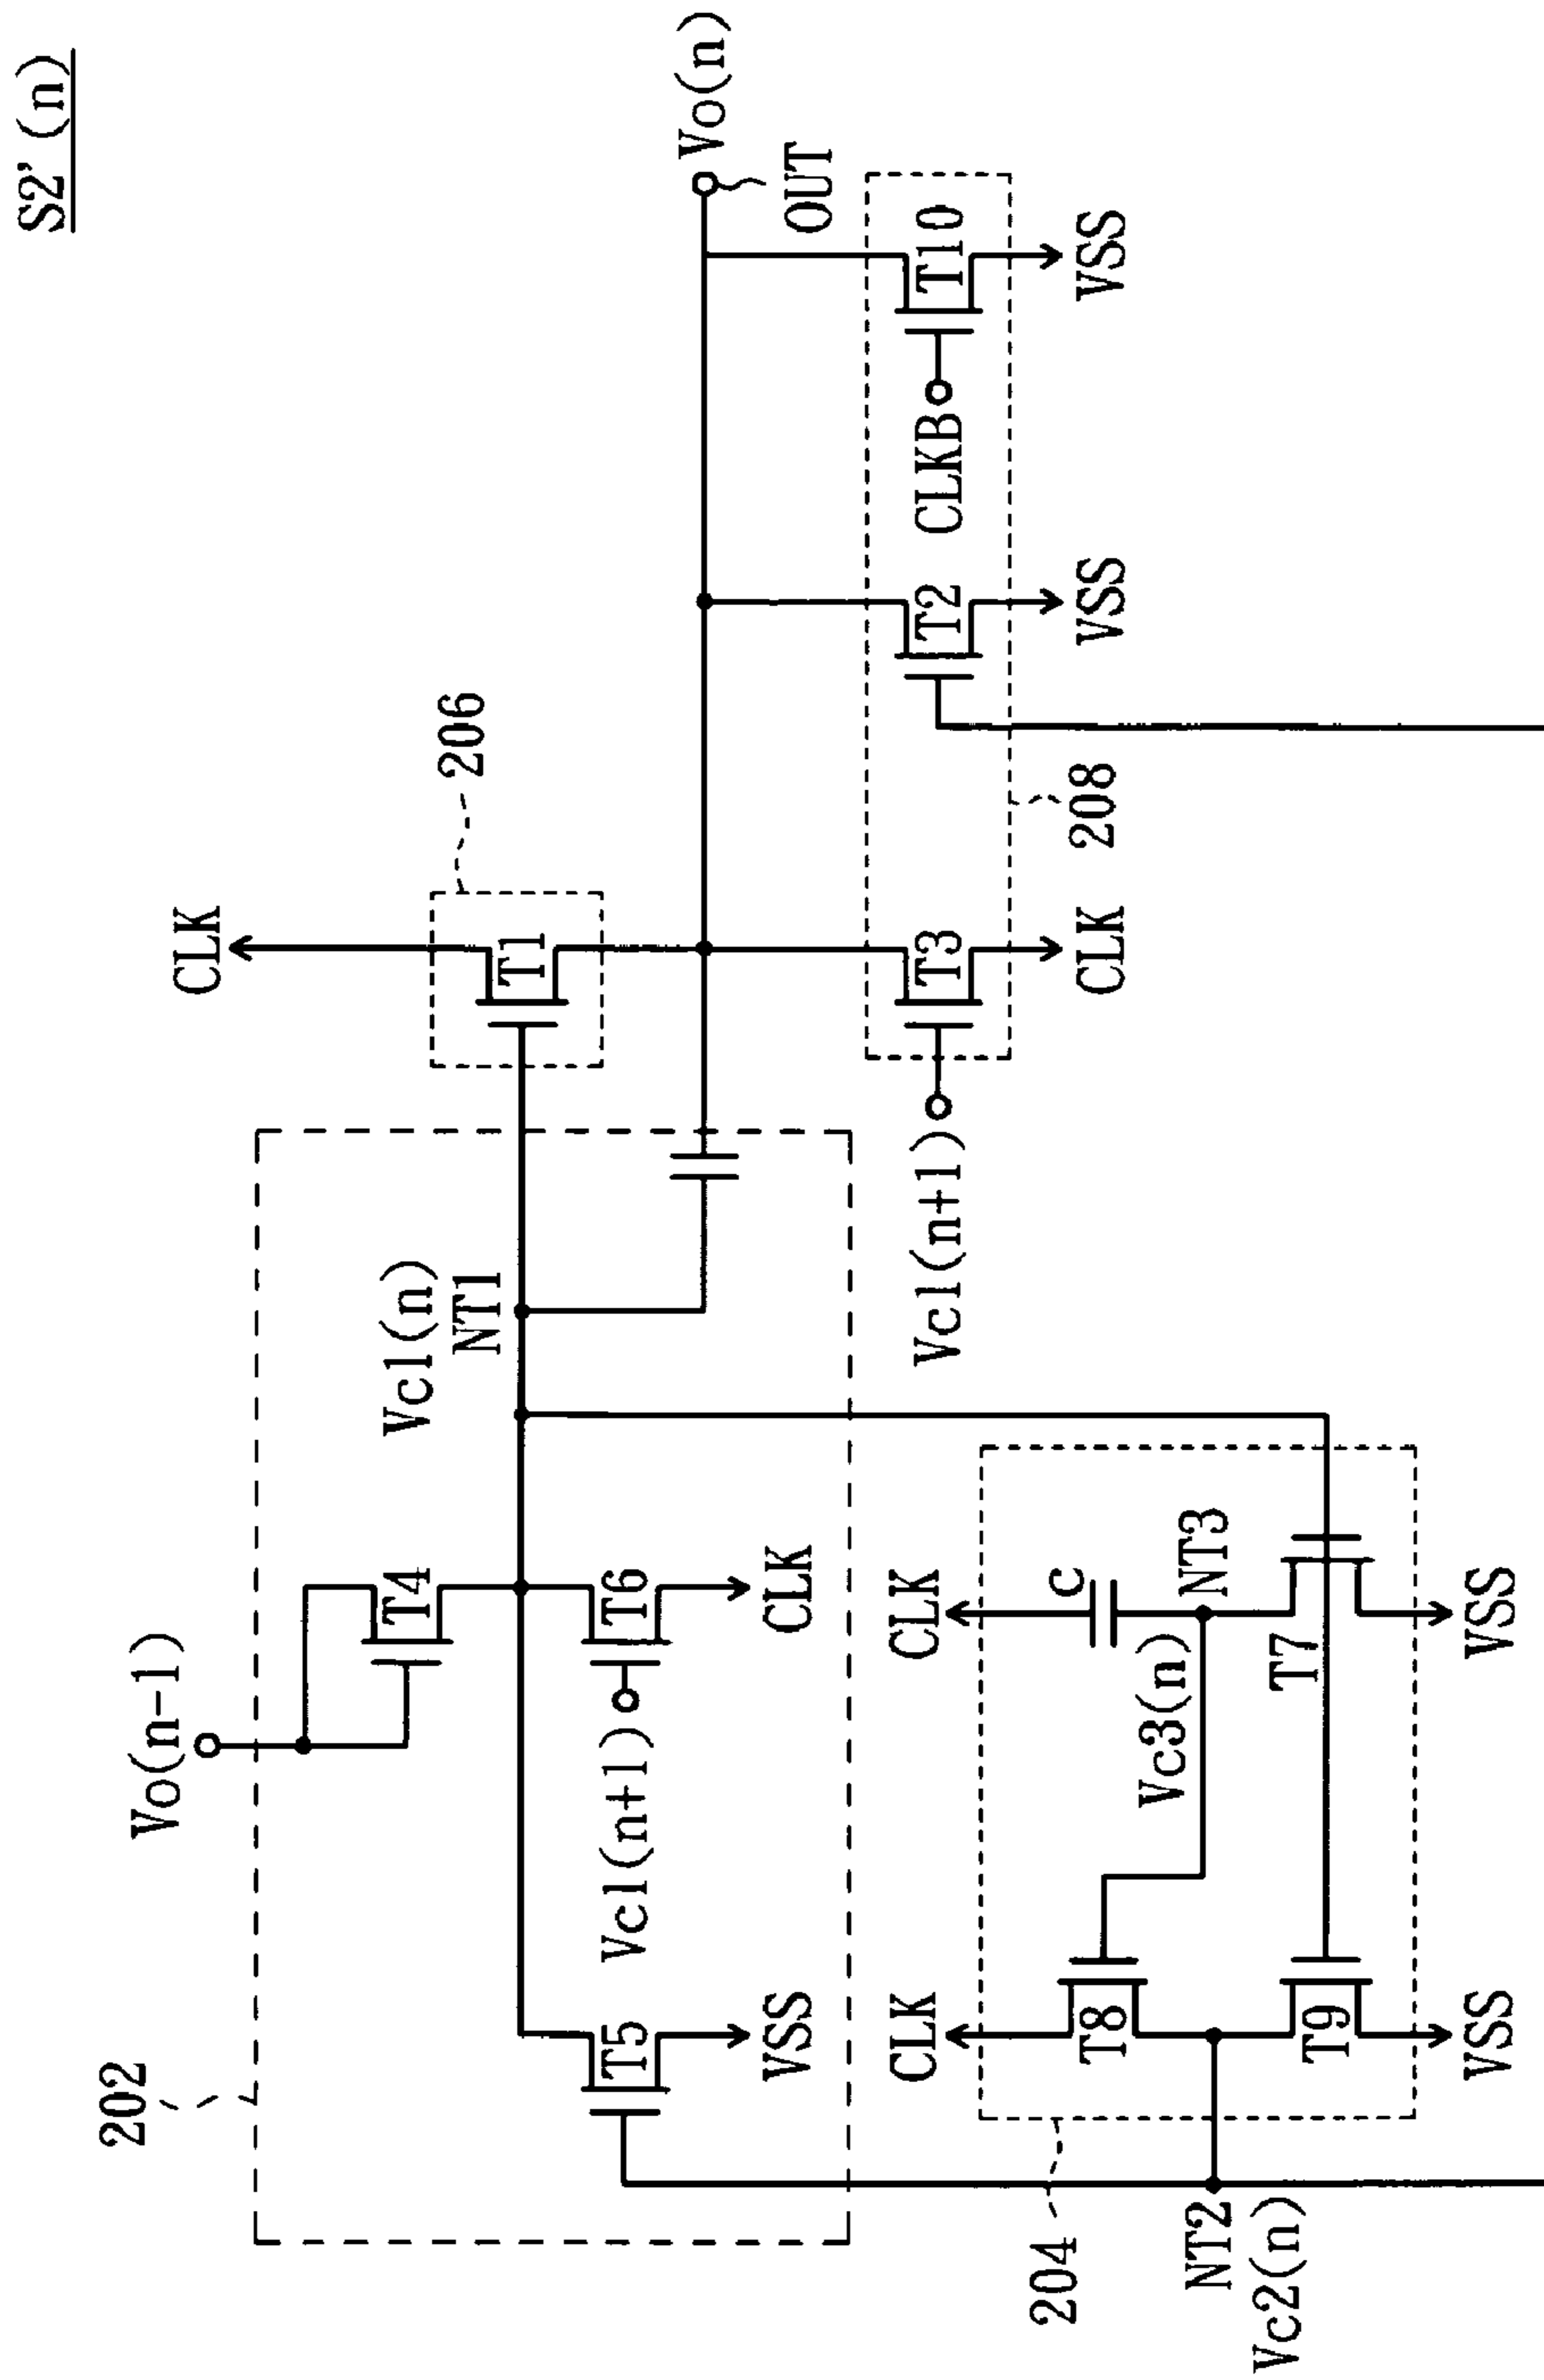 S2' (n)
202
Vo(n-1)
CLK
206
Vc1(n)
NT1
T4
T1
T5
Vc1(n+1)
T6
Vo(n)
OUT
VSS
CLK
Vc1(n+1)
T3
T2
CLKB
T10
CLK
CLK
C
208
CLK
VSS
VSS
204
T8
Vc3(n)
NT3
NT2
Vc2(n)
T9
T7
VSS
VSS